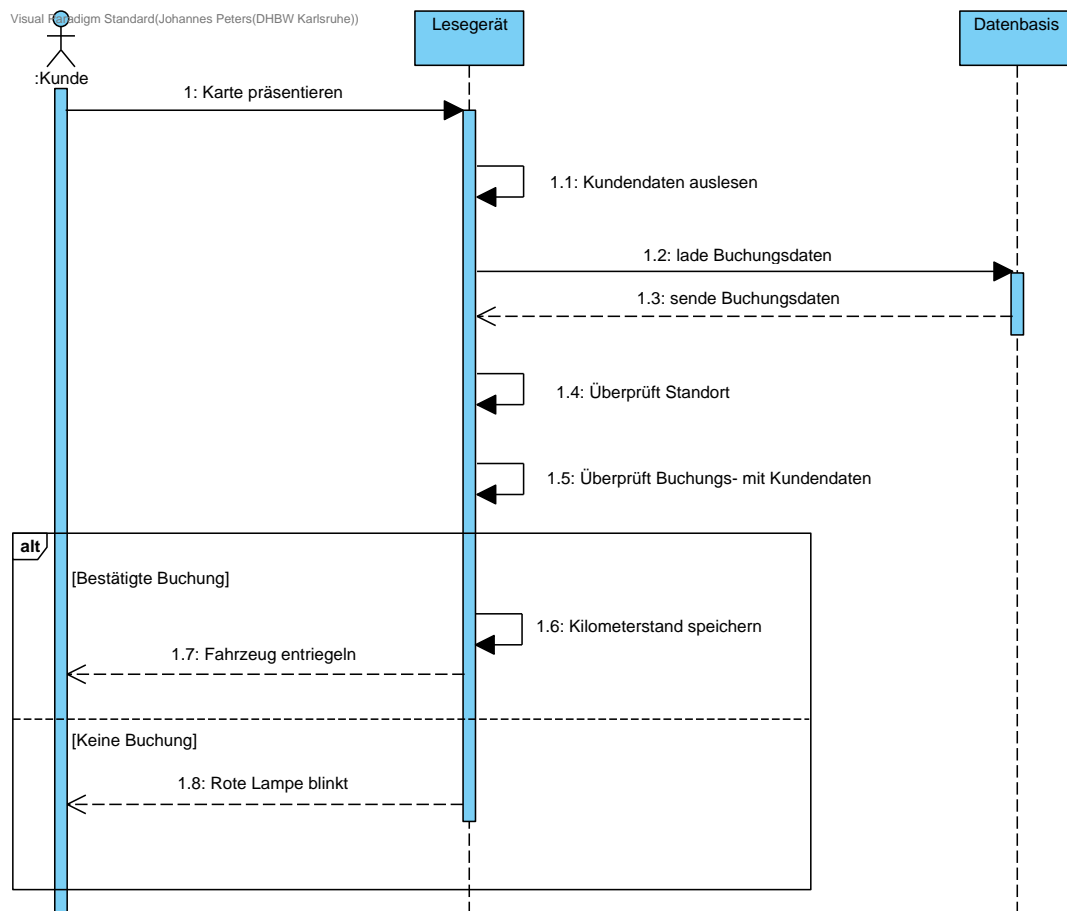 Visual Paradigm Standard(Johannes Peters(DHBW Karlsruhe))
Lesegerät
Datenbasis
:Kunde
1: Karte präsentieren
1.1: Kundendaten auslesen
1.2: lade Buchungsdaten
1.3: sende Buchungsdaten
1.4: Überprüft Standort
1.5: Überprüft Buchungs- mit Kundendaten
alt
[Bestätigte Buchung]
1.6: Kilometerstand speichern
1.7: Fahrzeug entriegeln
[Keine Buchung]
1.8: Rote Lampe blinkt